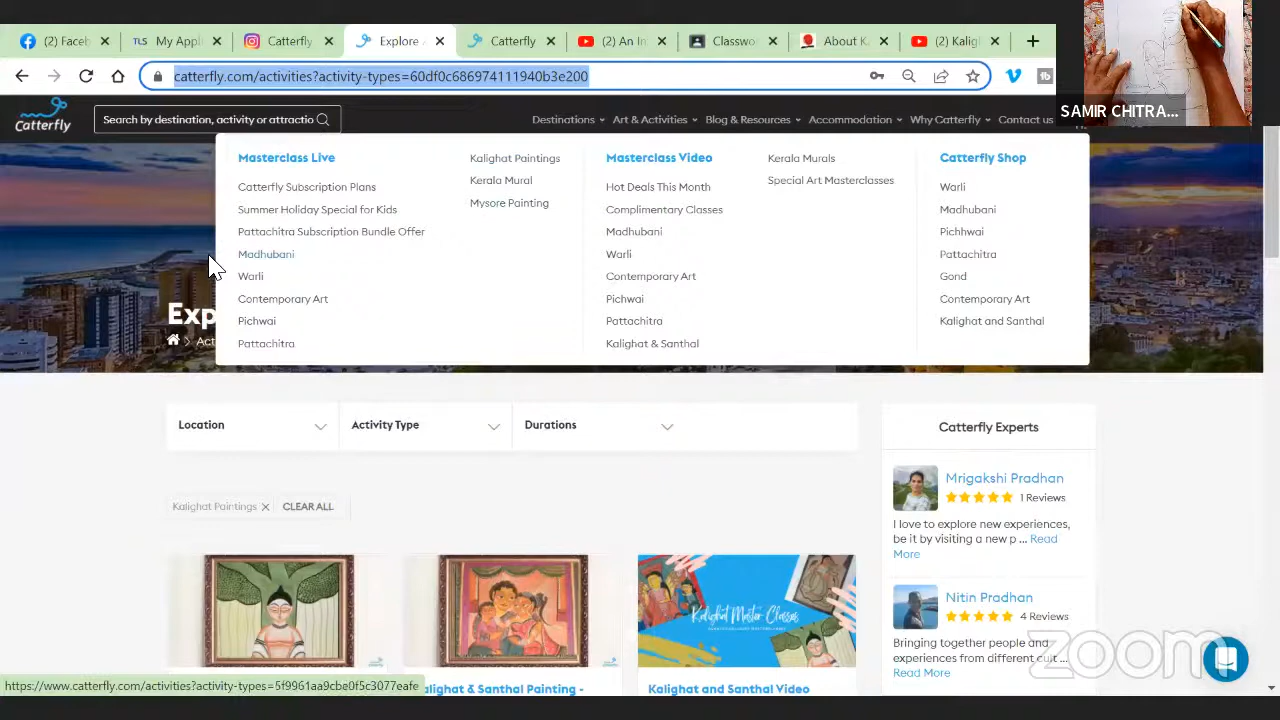 (2) Faceb
TLS My Appli
Catterfly
Explore
Catterfly
(2) An In
Classwo
About K
(2) Kaligh
catterfly.com/activities?activity-types=60df0c686974111940b3e200
SAMIR CHITRA...
Catterfly
Search by destination, activity or attractio
Destinations
Art & Activities
Blog & Resources
Accommodation
Why Catterfly
Contact us
Masterclass Live
Catterfly Subscription Plans
Summer Holiday Special for Kids
Pattachitra Subscription Bundle Offer
Madhubani
Warli
Contemporary Art
Pichwai
Pattachitra
Kalighat Paintings
Kerala Mural
Mysore Painting
Masterclass Video
Hot Deals This Month
Complimentary Classes
Madhubani
Warli
Contemporary Art
Pichwai
Pattachitra
Kalighat & Santhal
Kerala Murals
Special Art Masterclasses
Catterfly Shop
Warli
Madhubani
Pichhwai
Pattachitra
Gond
Contemporary Art
Kalighat and Santhal
Exp
Act
Location
Activity Type
Durations
Kalighat Paintings
CLEAR ALL
Kalighat Master Classes
alighat & Santhal Painting -
Kalighat and Santhal Video
Catterfly Experts
Mrigakshi Pradhan
1 Reviews
I love to explore new experiences,
be it by visiting a new p ... Read
More
Nitin Pradhan
4 Reviews
Bringing together people and
experiences from different cult ...
Read More
zoom
https://www.catterfly.com/activities?activity-types=5f9961aa9cbe0f5c3077eafe